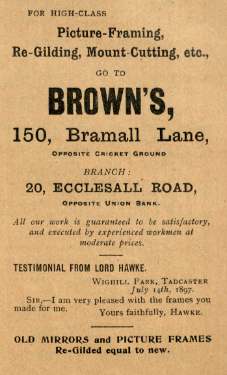 FOR HIGH-CLASS
Picture-Framing,
Re-Gilding, Mount-Cutting, etc.,
GO TO
BROWN'S,
150, Bramall Lane,
OPPOSITE CRICKET GROUND
BRANCH:
20, ECCLESALL ROAD,
OPPOSITE UNION BANK.
All our work is guaranteed to be satisfactory,
and executed by experienced workmen at
moderate prices.
TESTIMONIAL FROM LORD HAWKE.
WIGHILL PARK, TADCASTER
July 14th, 1897.
SIR,—I am very pleased with the frames you
made for me. Yours faithfully, HAWKE.
OLD MIRRORS and PICTURE FRAMES
Re-Gilded equal to new.